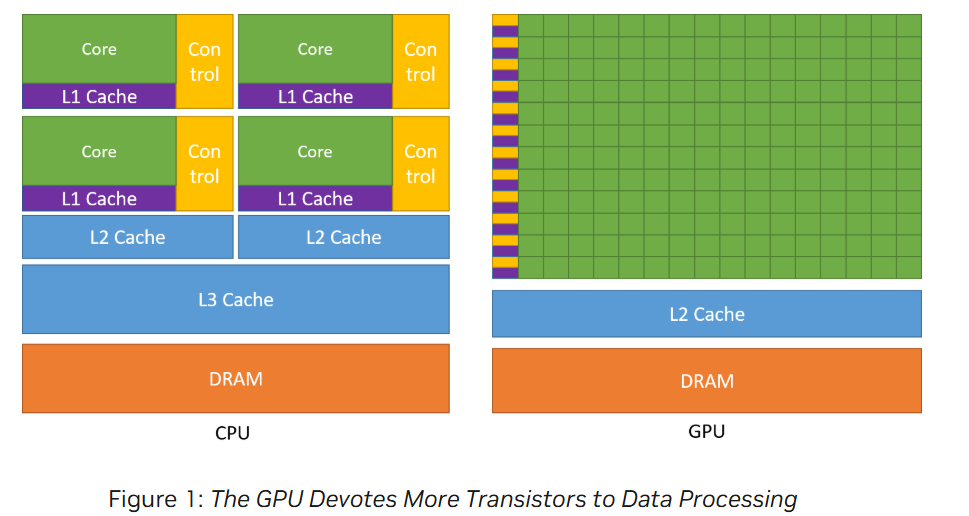 Core
Con
trol
L1 Cache
Core
Con
trol
L1 Cache
Core
Con
trol
L1 Cache
Core
Con
trol
L1 Cache
L2 Cache
L2 Cache
L3 Cache
DRAM
CPU
L2 Cache
DRAM
GPU
Figure 1: The GPU Devotes More Transistors to Data Processing